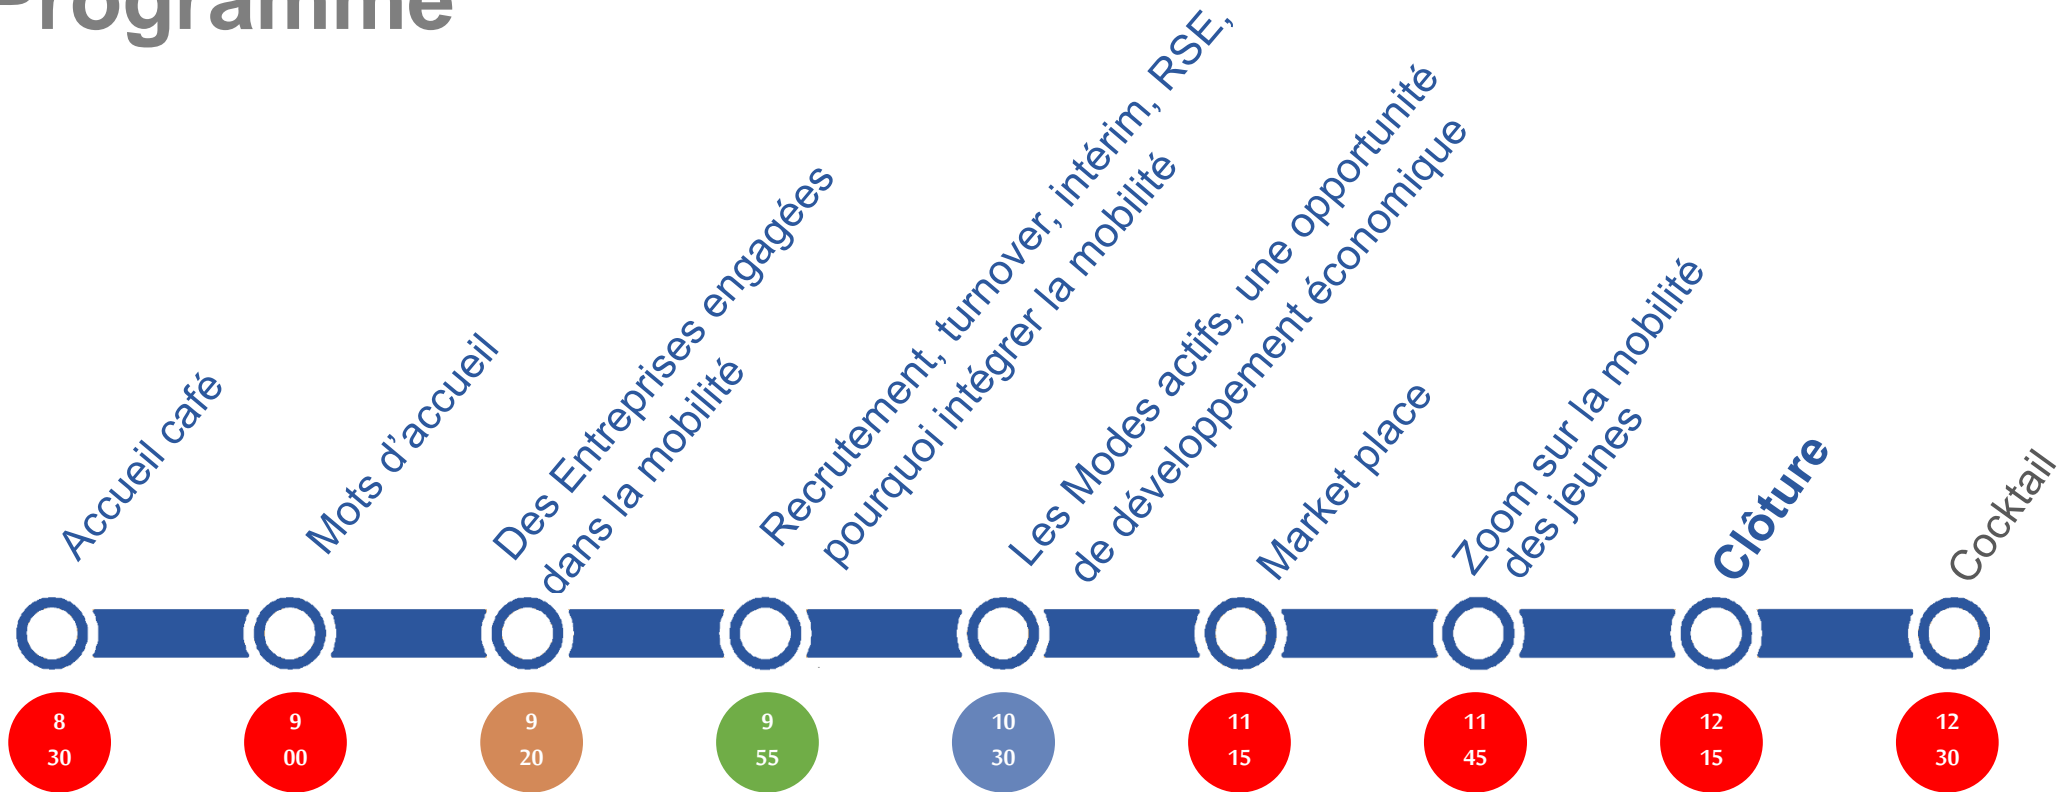 Programme
Accueil café
Mots d’accueil
Des Entreprises engagées
dans la mobilité
Recrutement, turnover, intérim, RSE,
pourquoi intégrer la mobilité
Les Modes actifs, une opportunité
de développement économique
Market place
Zoom sur la mobilité
des jeunes
Clôture
Cocktail
8
30
9
00
9
20
9
55
10
30
11
15
11
45
12
15
12
30